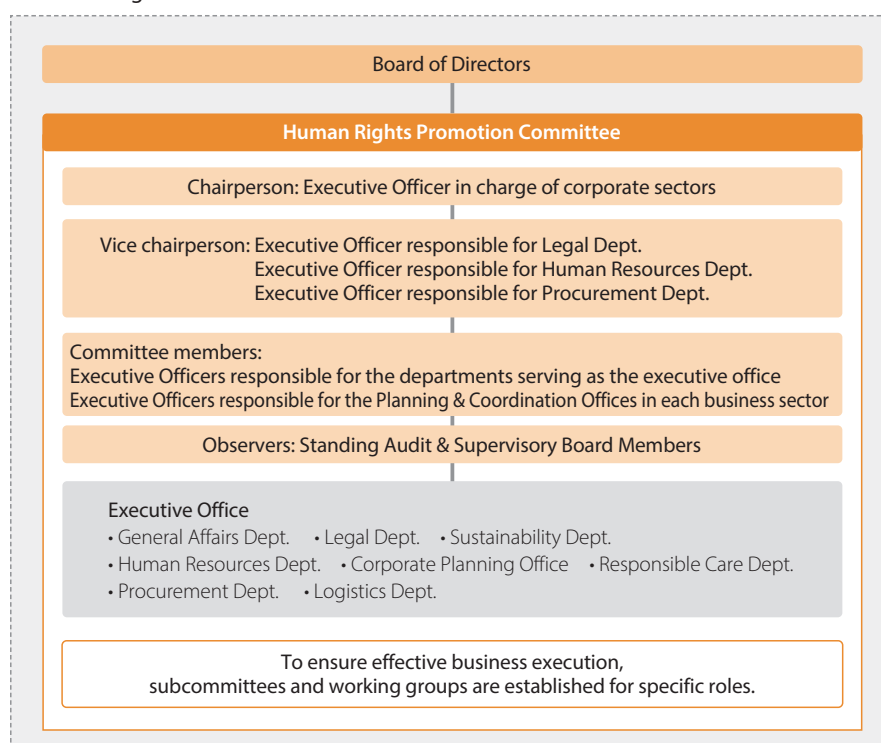 Board of Directors
Human Rights Promotion Committee
Chairperson: Executive Officer in charge of corporate sectors
Vice chairperson: Executive Officer responsible for Legal Dept.
Executive Officer responsible for Human Resources Dept.
Executive Officer responsible for Procurement Dept.
Committee members:
Executive Officers responsible for the departments serving as the executive office
Executive Officers responsible for the Planning & Coordination Offices in each business sector
Observers: Standing Audit & Supervisory Board Members
Executive Office
• General Affairs Dept. • Legal Dept. • Sustainability Dept.
• Human Resources Dept. • Corporate Planning Office • Responsible Care Dept.
• Procurement Dept. • Logistics Dept.
To ensure effective business execution,
subcommittees and working groups are established for specific roles.